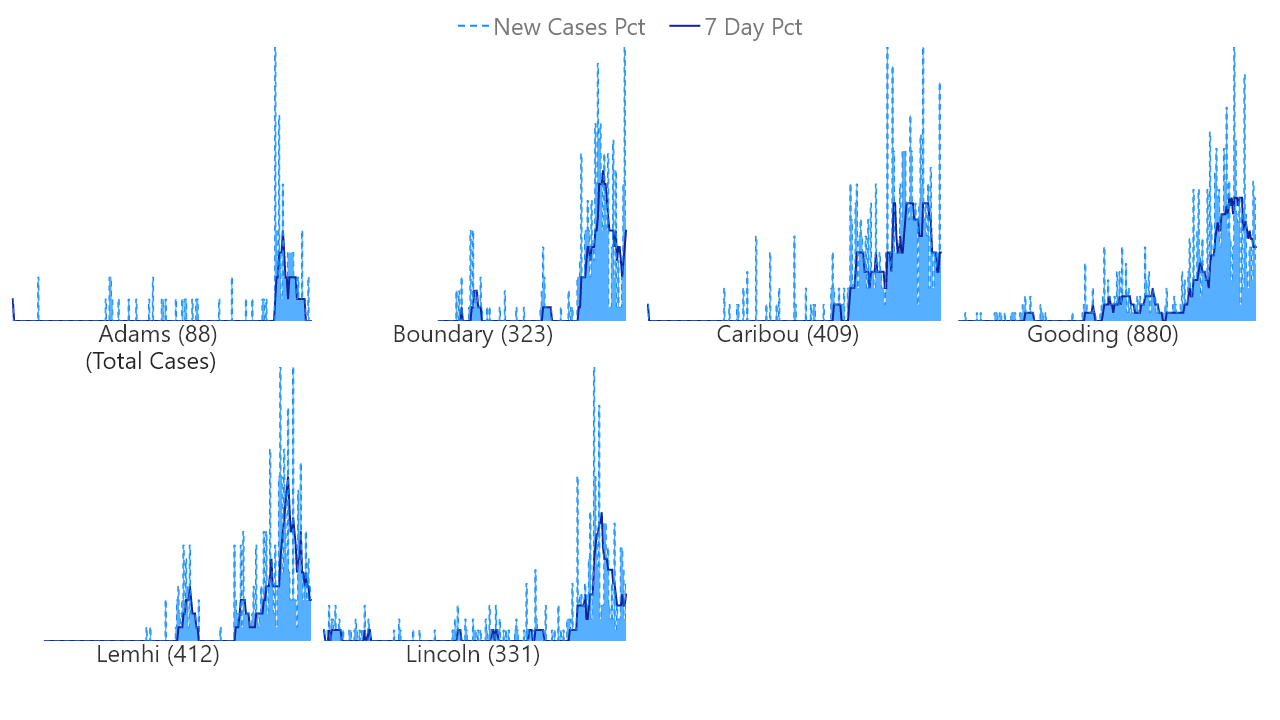 New Cases Pct 7 Day Pct
Adams (88)
(Total Cases)
Boundary (323)
Caribou (409)
Gooding (880)
Lemhi (412)
Lincoln (331)